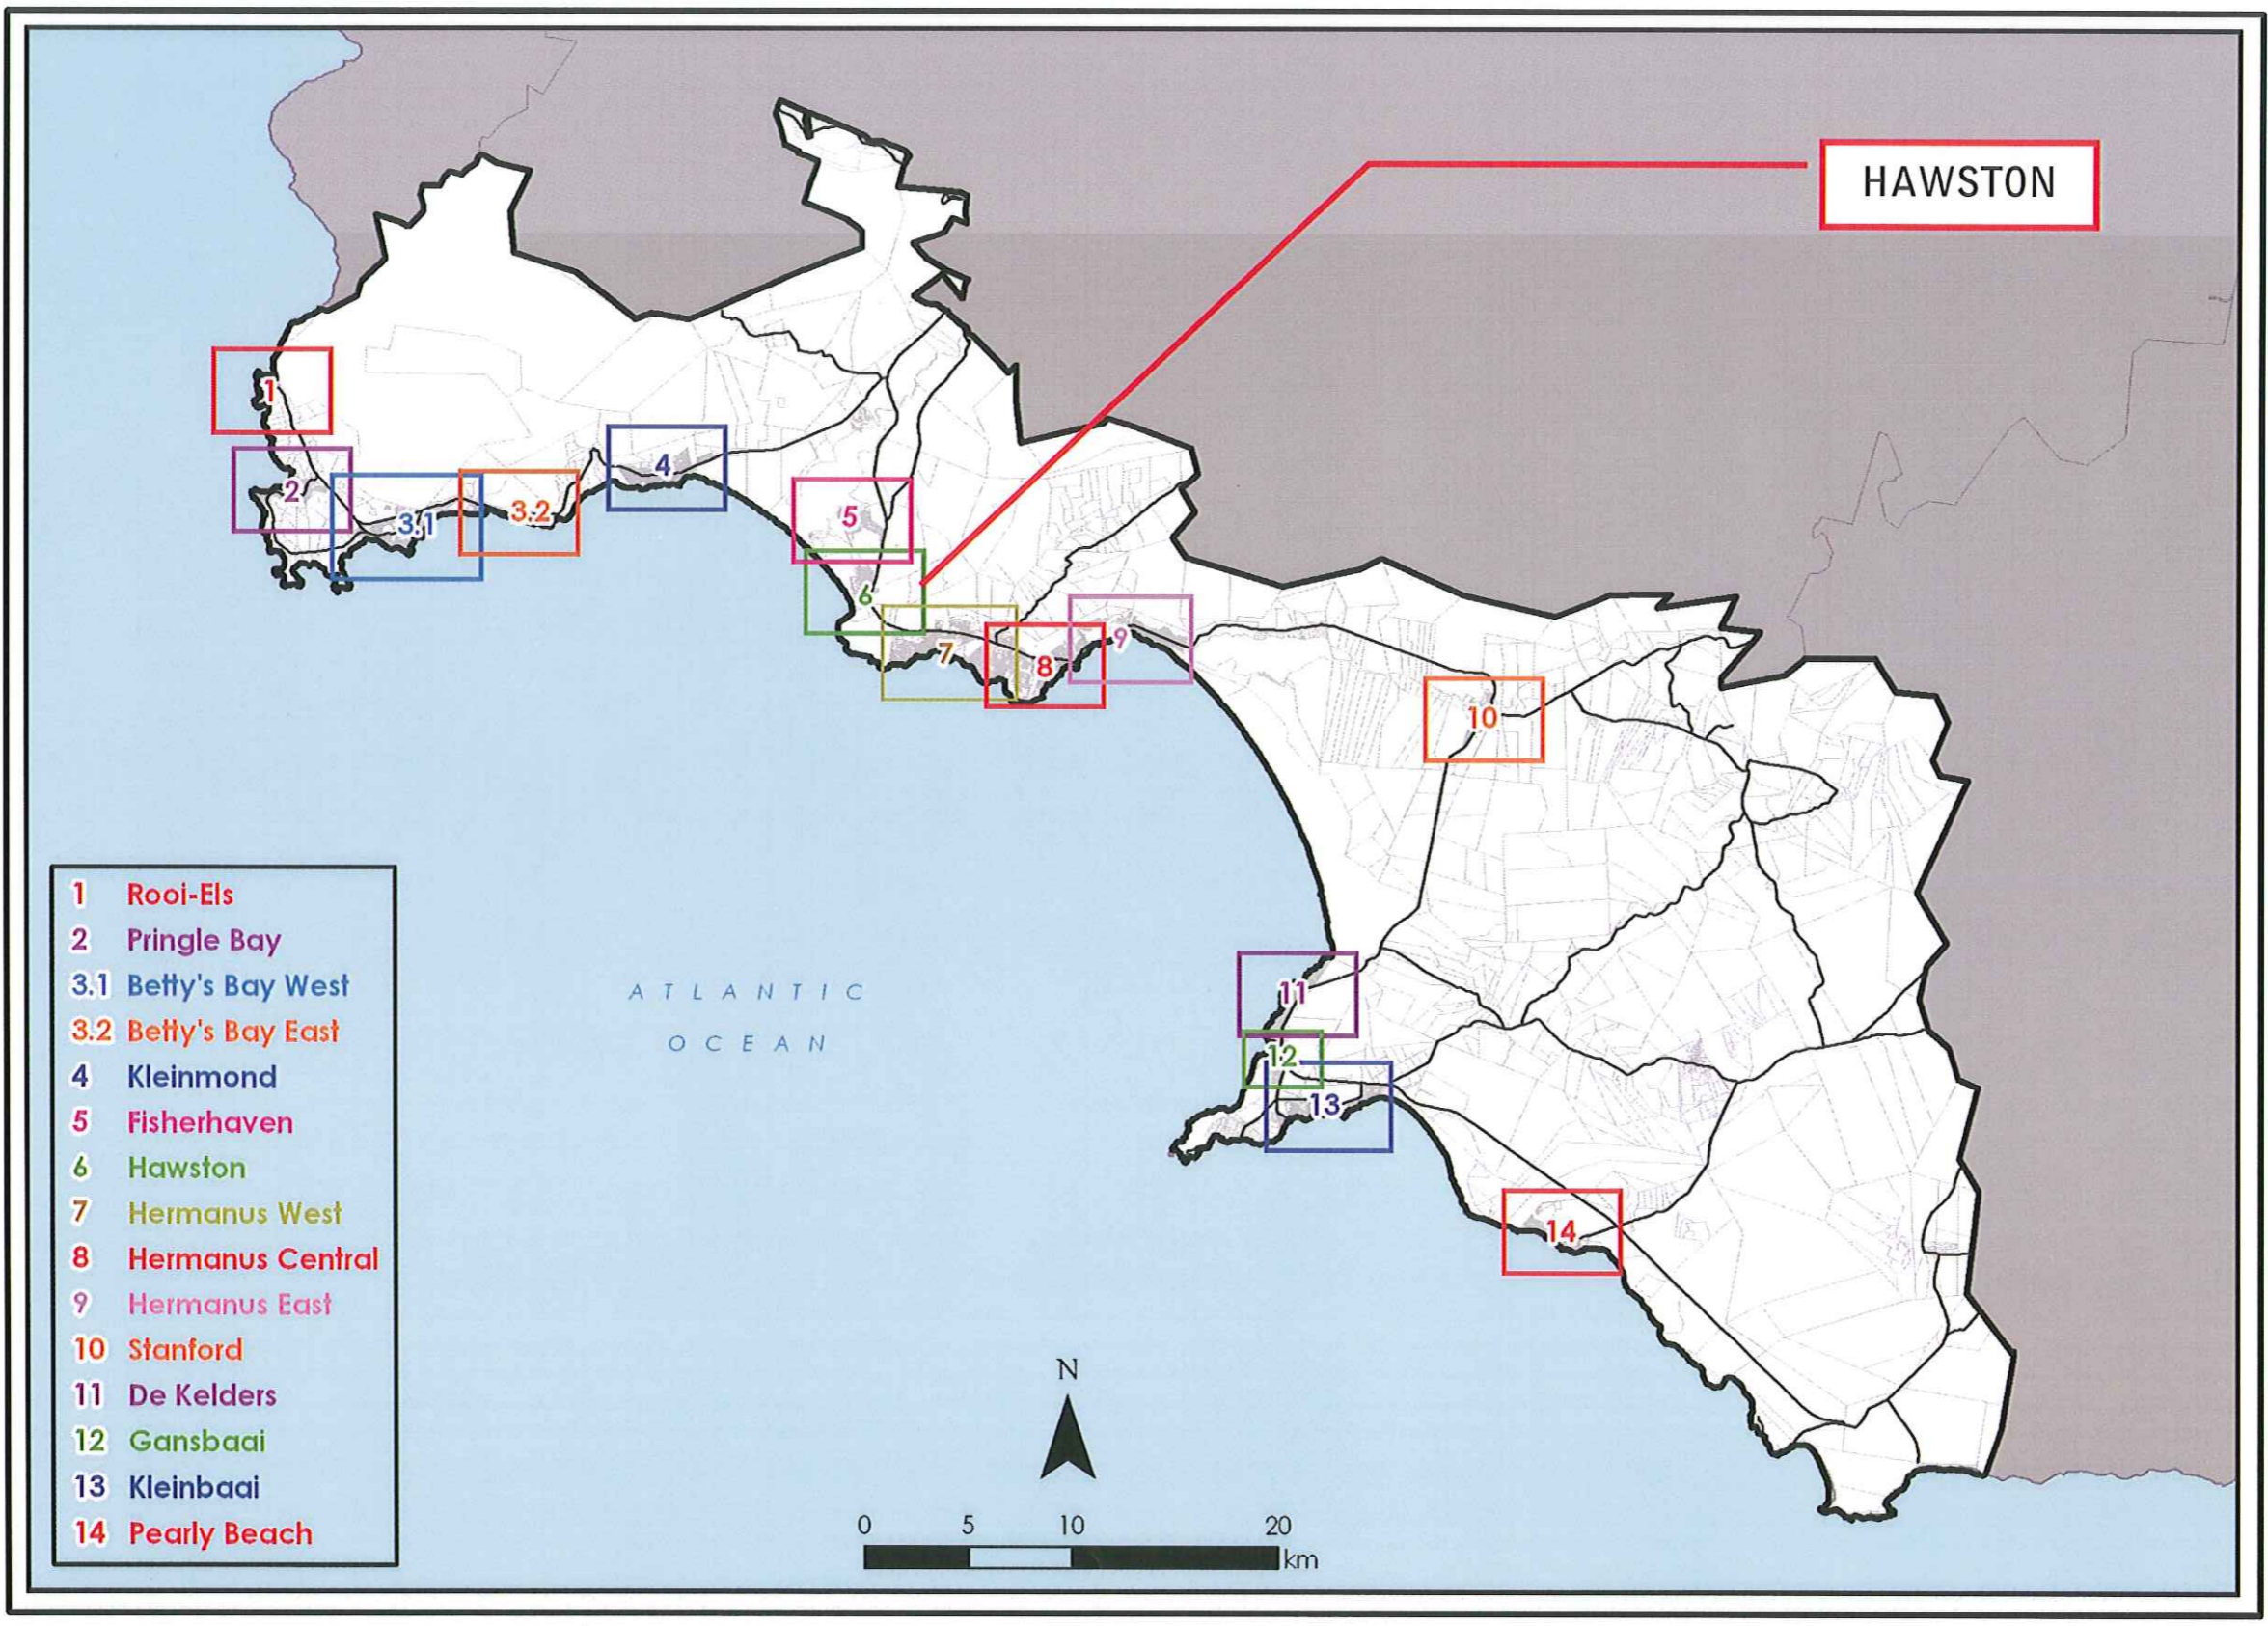 HAWSTON
1
2
3.1
3.2
4
5
6
7
8
9
10
11
12
13
14
ATLANTIC
OCEAN
1 Rooi-Els
2 Pringle Bay
3.1 Betty's Bay West
3.2 Betty's Bay East
4 Kleinmond
5 Fisherhaven
6 Hawston
7 Hermanus West
8 Hermanus Central
9 Hermanus East
10 Stanford
11 De Kelders
12 Gansbaai
13 Kleinbaai
14 Pearly Beach
N
0 5 10 20
km